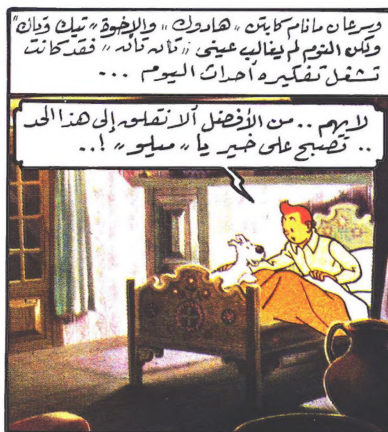 وسرعان ما نام كابتن "هادوك" والإخوة "تيك وتاك"
ولكن النوم لم يغالب عيني "تان تان" فقد كانت
تشغل تفكيره أحداث اليوم ...
لا يهم .. من الأفضل ألا نقلق إلى هذا الحد
.. تصبح على خير يا "ميلو" !..